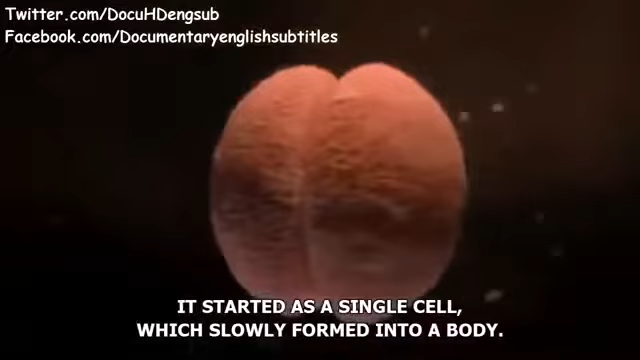 Twitter.com/DocuHDengsub
Facebook.com/Documentaryenglishsubtitles
IT STARTED AS A SINGLE CELL,
WHICH SLOWLY FORMED INTO A BODY.